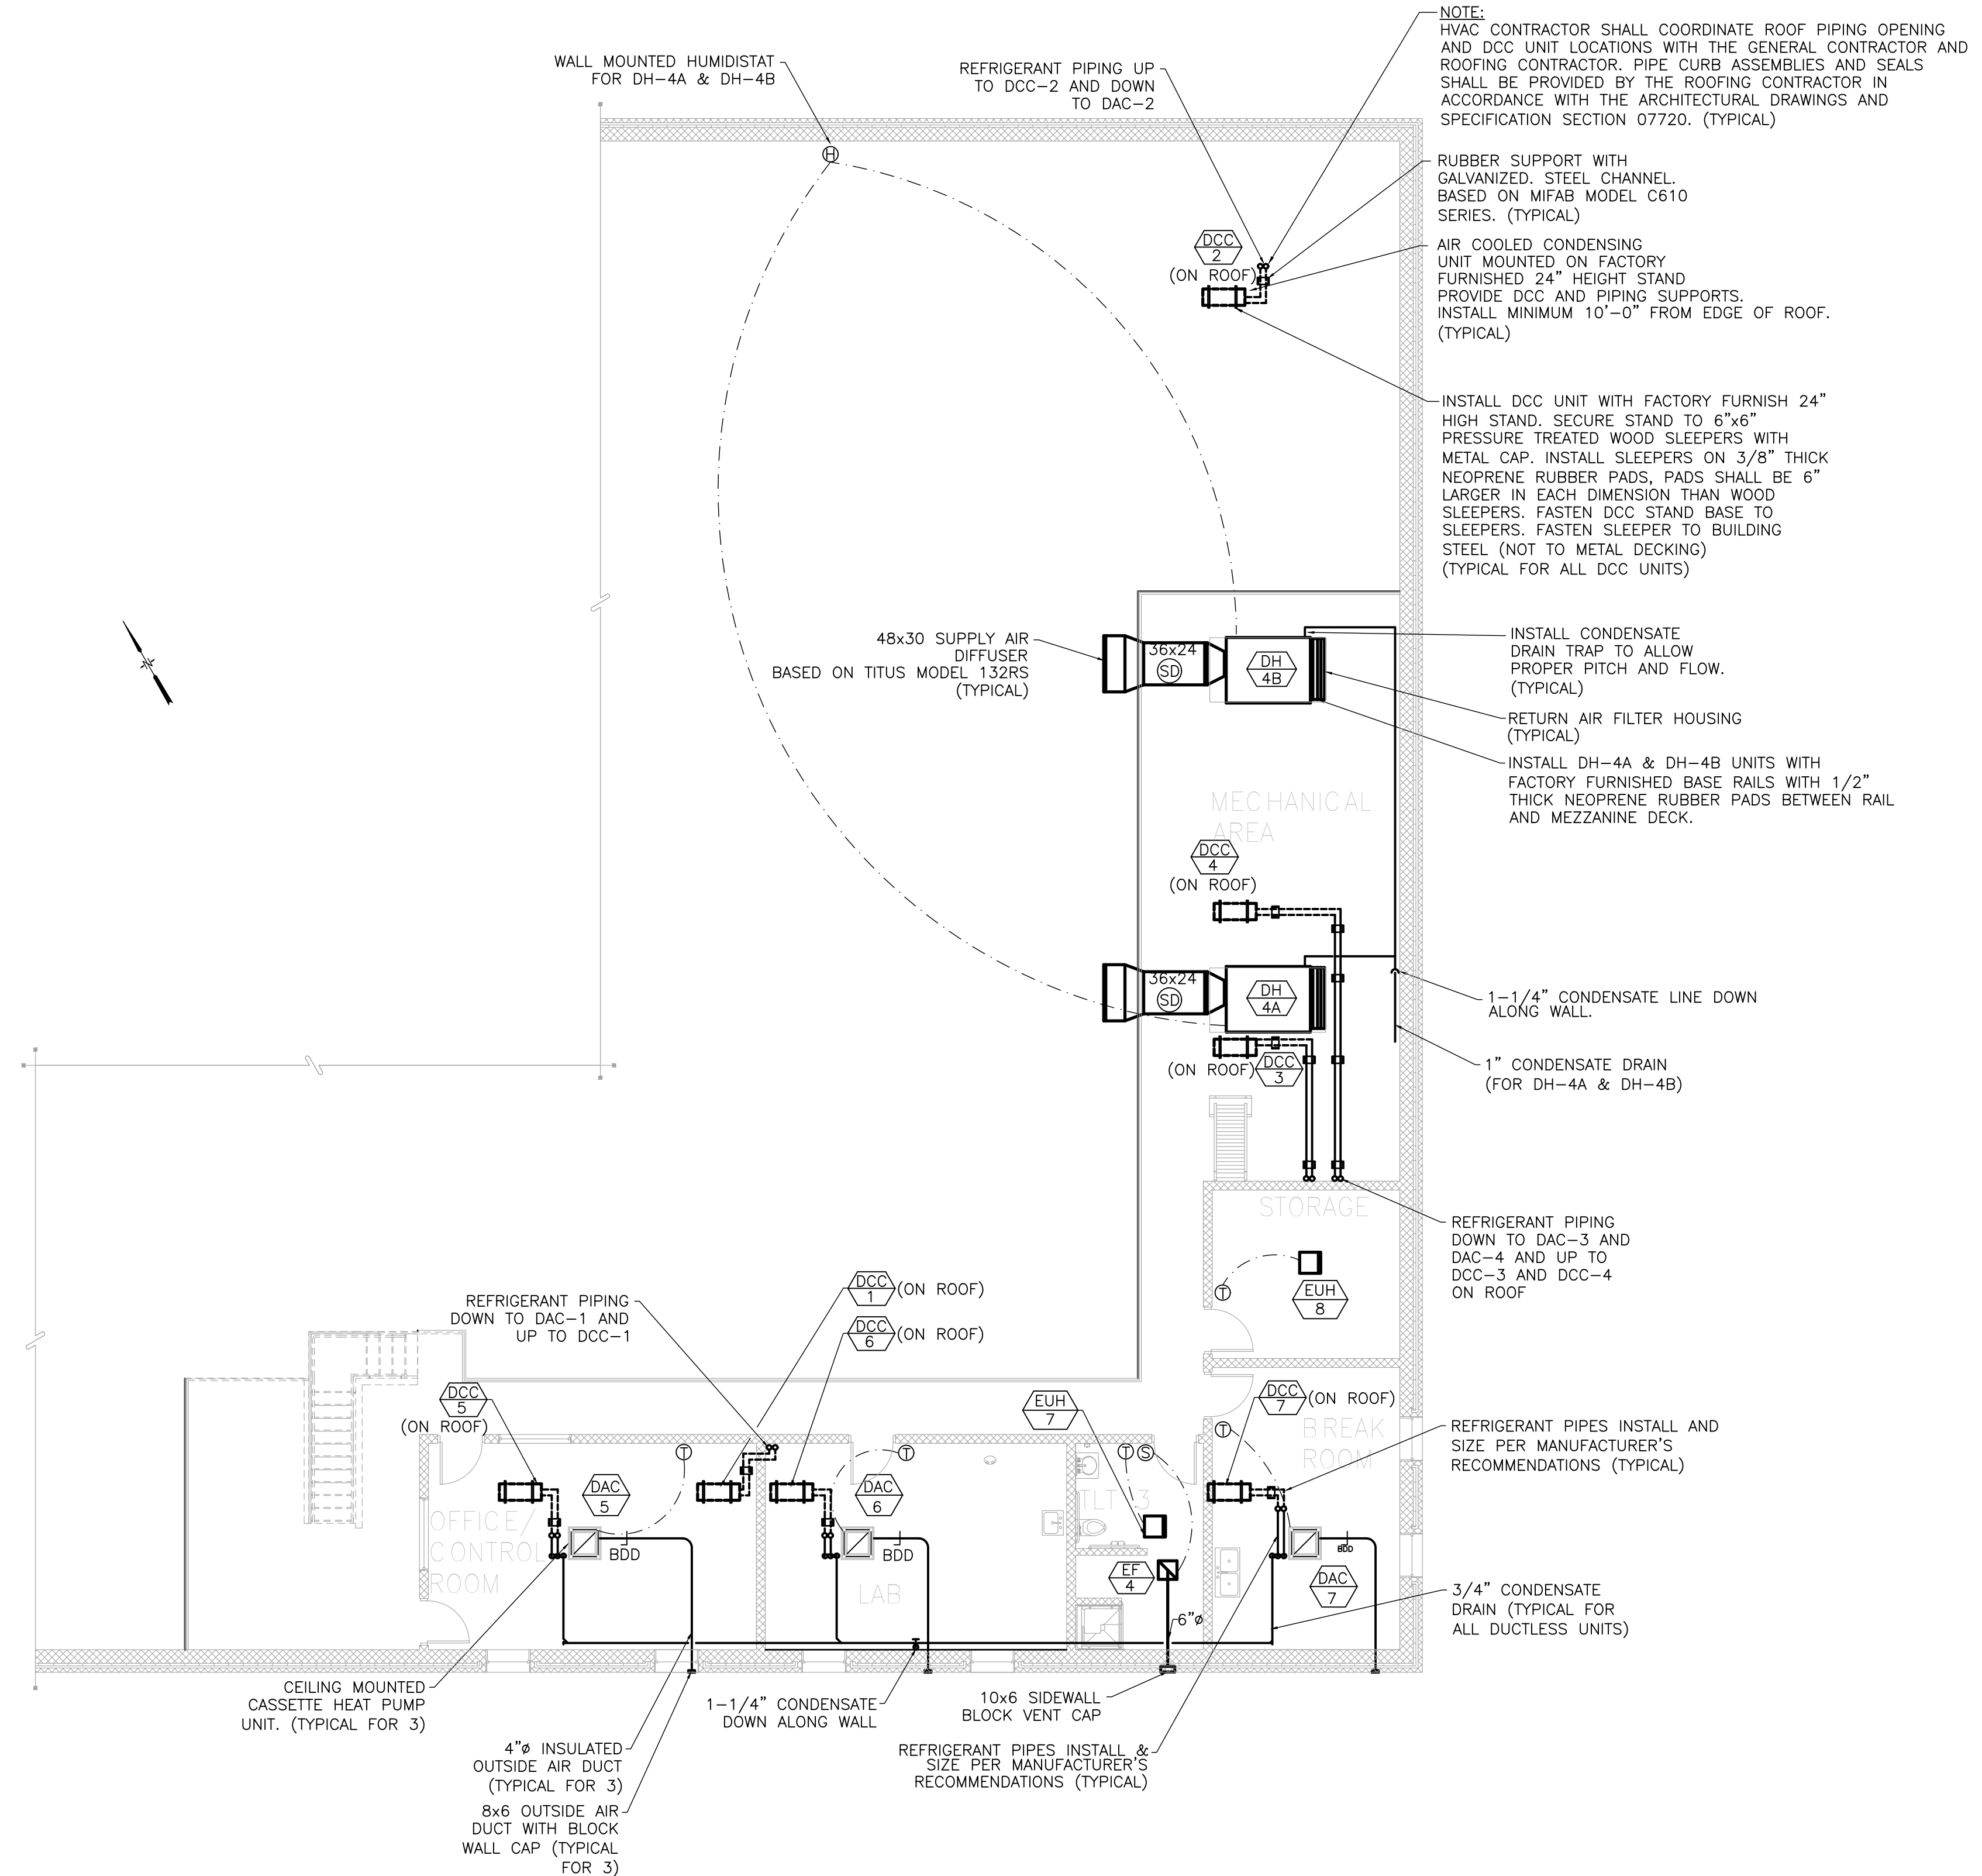 NOTE:
HVAC CONTRACTOR SHALL COORDINATE ROOF PIPING OPENING
AND DCC UNIT LOCATIONS WITH THE GENERAL CONTRACTOR AND
ROOFING CONTRACTOR. PIPE CURB ASSEMBLIES AND SEALS
SHALL BE PROVIDED BY THE ROOFING CONTRACTOR IN
ACCORDANCE WITH THE ARCHITECTURAL DRAWINGS AND
SPECIFICATION SECTION 07720. (TYPICAL)
WALL MOUNTED HUMIDISTAT
FOR DH-4A & DH-4B
REFRIGERANT PIPING UP
TO DCC-2 AND DOWN
TO DAC-2
H
RUBBER SUPPORT WITH
GALVANIZED. STEEL CHANNEL.
BASED ON MIFAB MODEL C610
SERIES. (TYPICAL)
DCC
2
(ON ROOF)
AIR COOLED CONDENSING
UNIT MOUNTED ON FACTORY
FURNISHED 24" HEIGHT STAND
PROVIDE DCC AND PIPING SUPPORTS.
INSTALL MINIMUM 10'-0" FROM EDGE OF ROOF.
(TYPICAL)
INSTALL DCC UNIT WITH FACTORY FURNISH 24"
HIGH STAND. SECURE STAND TO 6"x6"
PRESSURE TREATED WOOD SLEEPERS WITH
METAL CAP. INSTALL SLEEPERS ON 3/8" THICK
NEOPRENE RUBBER PADS, PADS SHALL BE 6"
LARGER IN EACH DIMENSION THAN WOOD
SLEEPERS. FASTEN DCC STAND BASE TO
SLEEPERS. FASTEN SLEEPER TO BUILDING
STEEL (NOT TO METAL DECKING)
(TYPICAL FOR ALL DCC UNITS)
48x30 SUPPLY AIR
DIFFUSER
BASED ON TITUS MODEL 132RS
(TYPICAL)
36x24
SD
DH
4B
INSTALL CONDENSATE
DRAIN TRAP TO ALLOW
PROPER PITCH AND FLOW.
(TYPICAL)
RETURN AIR FILTER HOUSING
(TYPICAL)
INSTALL DH-4A & DH-4B UNITS WITH
FACTORY FURNISHED BASE RAILS WITH 1/2"
THICK NEOPRENE RUBBER PADS BETWEEN RAIL
AND MEZZANINE DECK.
MECHANICAL
AREA
DCC
4
(ON ROOF)
36x24
SD
DH
4A
1-1/4" CONDENSATE LINE DOWN
ALONG WALL.
(ON ROOF)
DCC
3
1" CONDENSATE DRAIN
(FOR DH-4A & DH-4B)
STORAGE
T
EUH
8
REFRIGERANT PIPING
DOWN TO DAC-3 AND
DAC-4 AND UP TO
DCC-3 AND DCC-4
ON ROOF
REFRIGERANT PIPING
DOWN TO DAC-1 AND
UP TO DCC-1
DCC
1
(ON ROOF)
DCC
6
(ON ROOF)
DCC
5
(ON ROOF)
EUH
7
DCC
7
(ON ROOF)
BREAK
ROOM
REFRIGERANT PIPES INSTALL AND
SIZE PER MANUFACTURER'S
RECOMMENDATIONS (TYPICAL)
T
T
T
S
T
DAC
5
DAC
6
TLT 3
OFFICE/
CONTROL
ROOM
BDD
BDD
BDD
LAB
EF
4
6"ø
DAC
7
3/4" CONDENSATE
DRAIN (TYPICAL FOR
ALL DUCTLESS UNITS)
CEILING MOUNTED
CASSETTE HEAT PUMP
UNIT. (TYPICAL FOR 3)
1-1/4" CONDENSATE
DOWN ALONG WALL
10x6 SIDEWALL
BLOCK VENT CAP
4"ø INSULATED
OUTSIDE AIR DUCT
(TYPICAL FOR 3)
REFRIGERANT PIPES INSTALL &
SIZE PER MANUFACTURER'S
RECOMMENDATIONS (TYPICAL)
8x6 OUTSIDE AIR
DUCT WITH BLOCK
WALL CAP (TYPICAL
FOR 3)